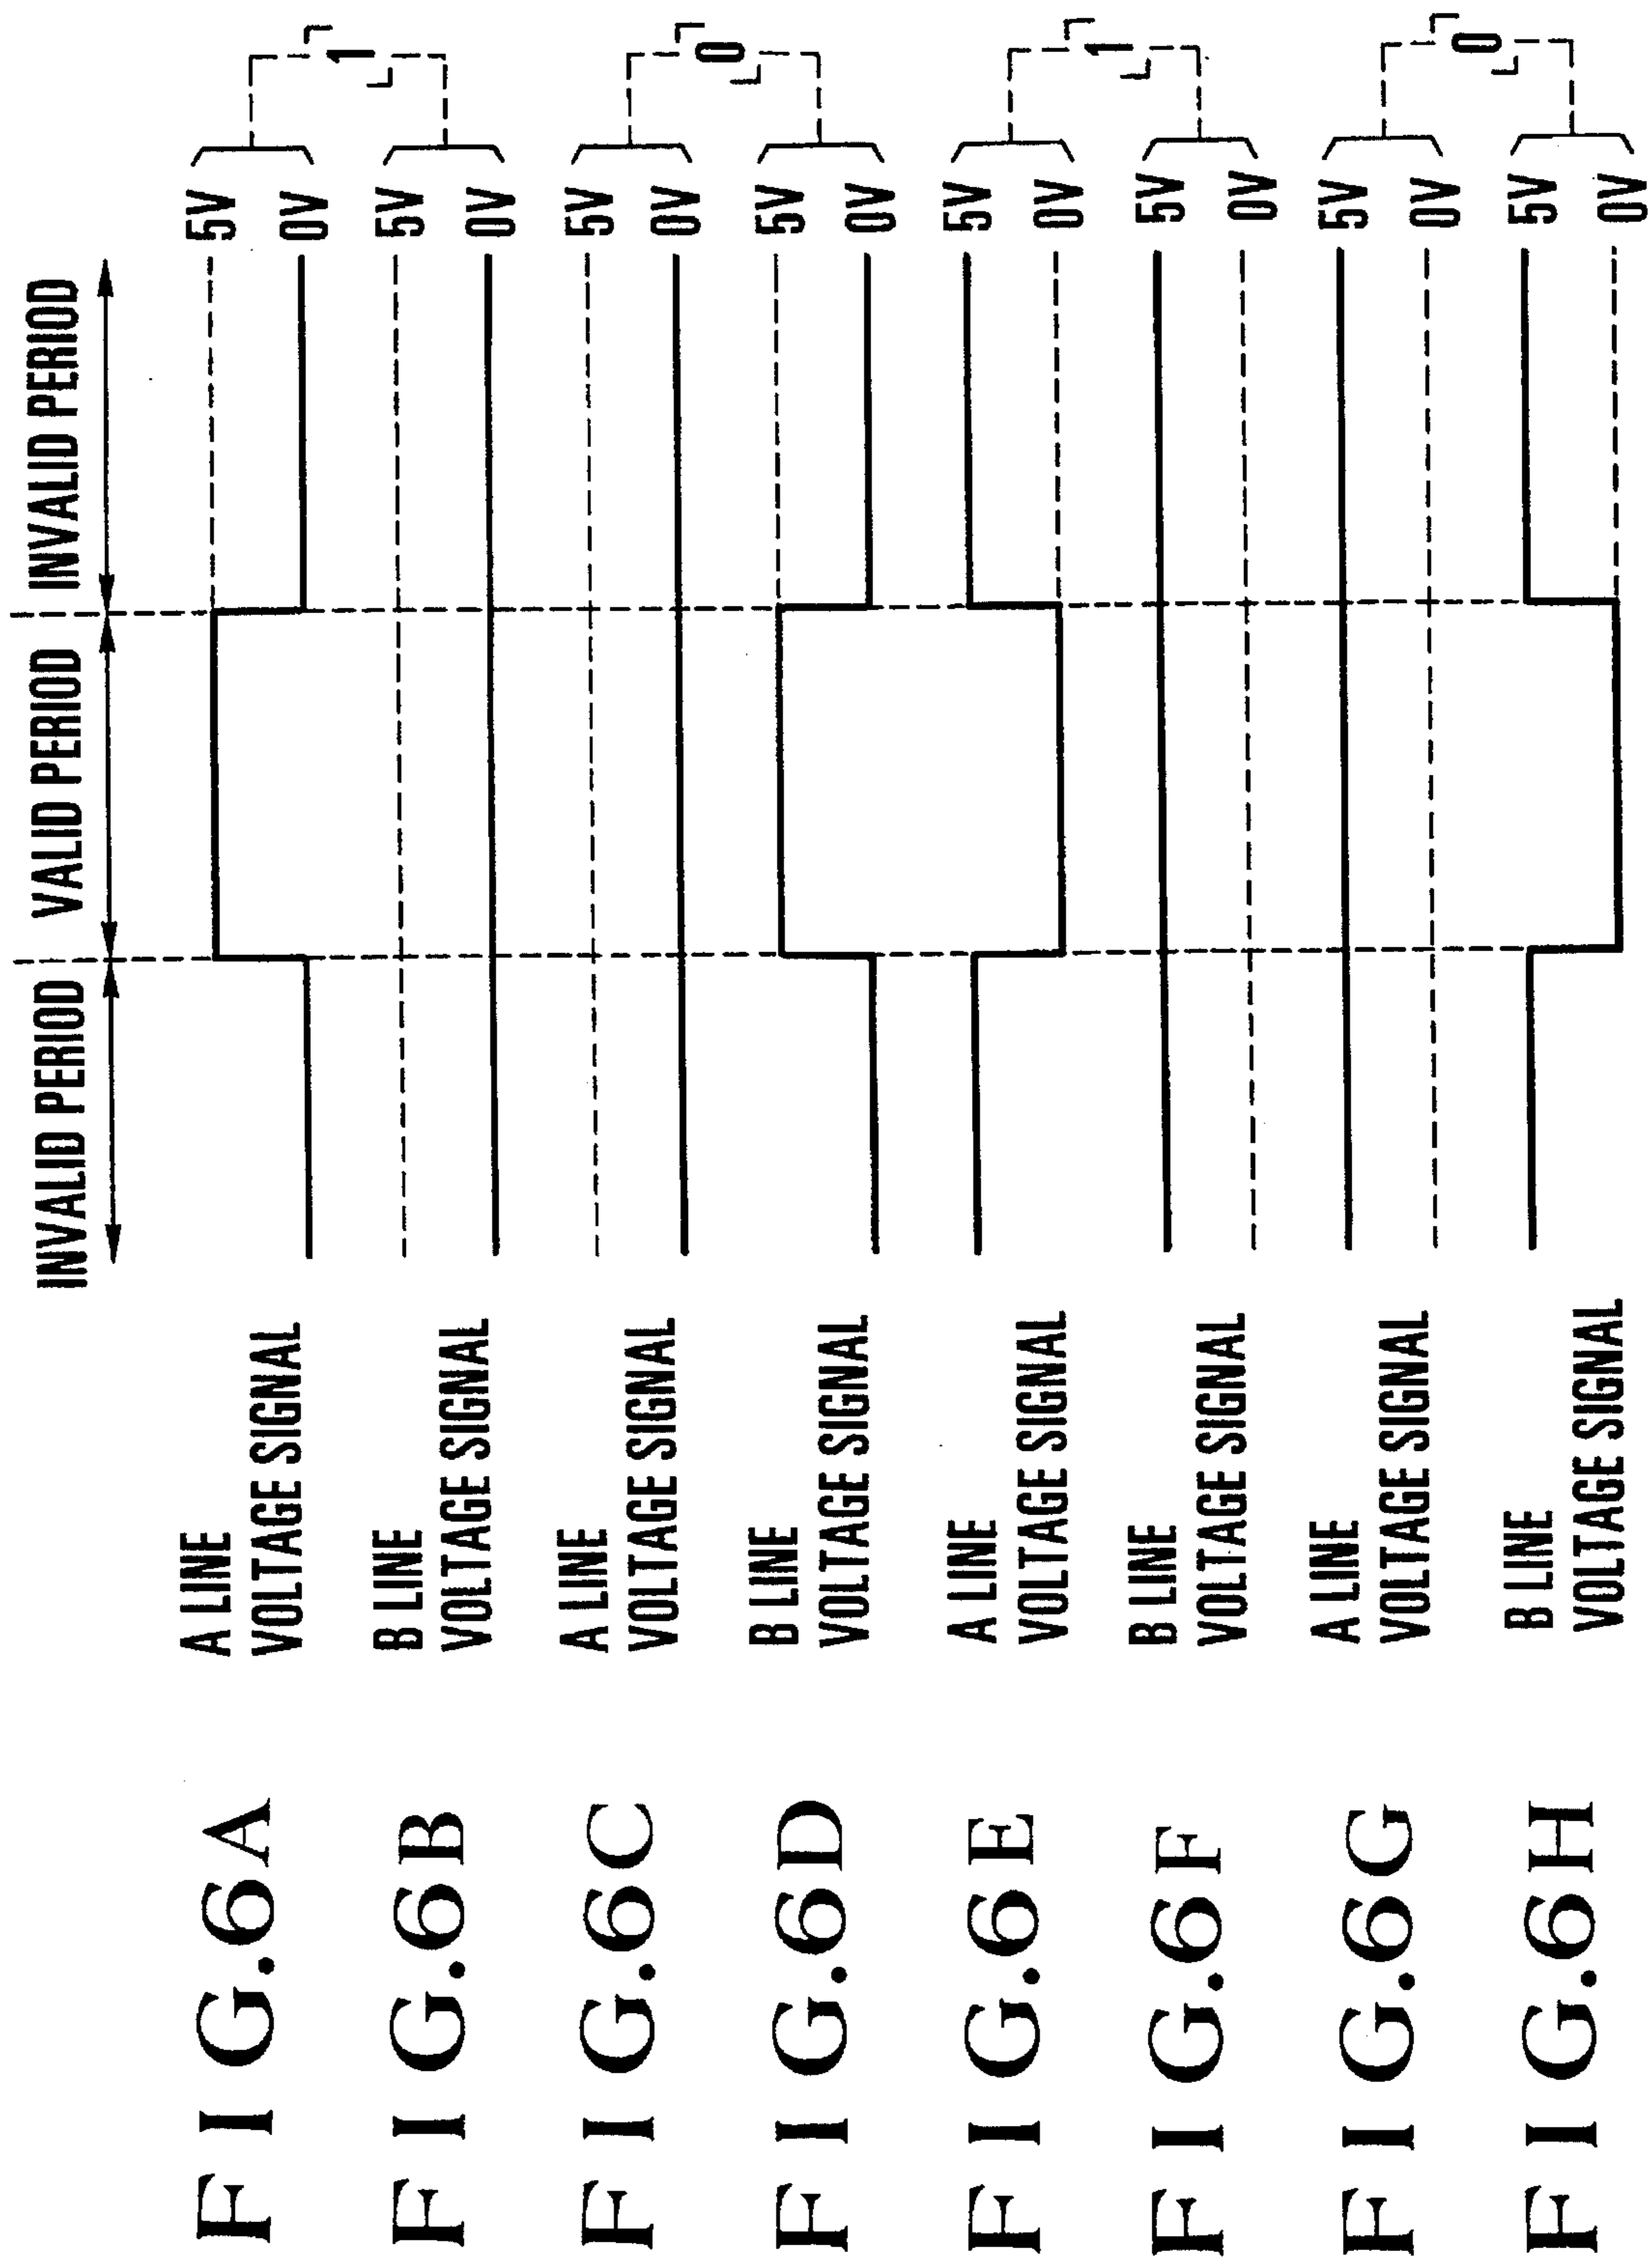 INVALID PERIOD VALID PERIOD INVALID PERIOD
FIG.6A
A LINE
VOLTAGE SIGNAL
5V
0V
「1」
FIG.6B
B LINE
VOLTAGE SIGNAL
5V
0V
FIG.6C
A LINE
VOLTAGE SIGNAL
5V
0V
「0」
FIG.6D
B LINE
VOLTAGE SIGNAL
5V
0V
FIG.6E
A LINE
VOLTAGE SIGNAL
5V
0V
「1」
FIG.6F
B LINE
VOLTAGE SIGNAL
5V
0V
FIG.6G
A LINE
VOLTAGE SIGNAL
5V
0V
「0」
FIG.6H
B LINE
VOLTAGE SIGNAL
5V
0V